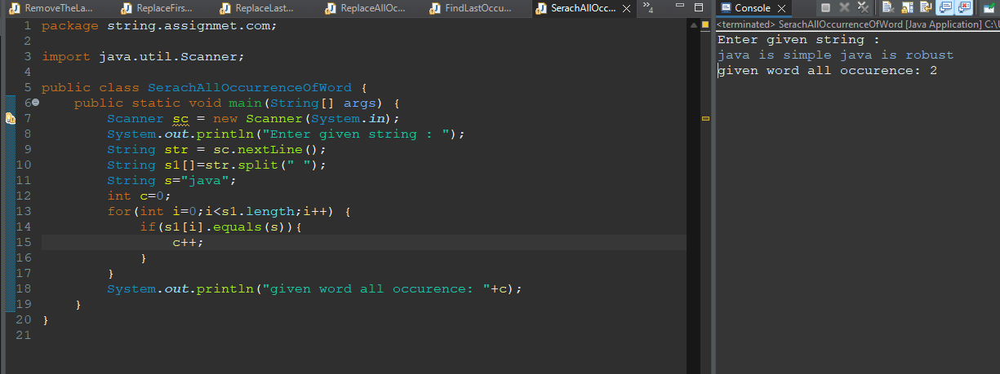 RemoveTheLa... ReplaceFirs... ReplaceLast... ReplaceAllOc... FindLastOccu... SerachAllOcc... »4
1 package string.assignmet.com;
2
3 import java.util.Scanner;
4
5 public class SerachAllOccurrenceOfWord {
6 public static void main(String[] args) {
7 Scanner sc = new Scanner(System.in);
8 System.out.println("Enter given string : ");
9 String str = sc.nextLine();
10 String s1[]=str.split(" ");
11 String s="java";
12 int c=0;
13 for(int i=0;i<s1.length;i++) {
14 if(s1[i].equals(s)){
15 c++;
16 }
17 }
18 System.out.println("given word all occurence: "+c);
19 }
20 }
21
Console
<terminated> SerachAllOccurrenceOfWord [Java Application] C:\U
Enter given string :
java is simple java is robust
given word all occurence: 2